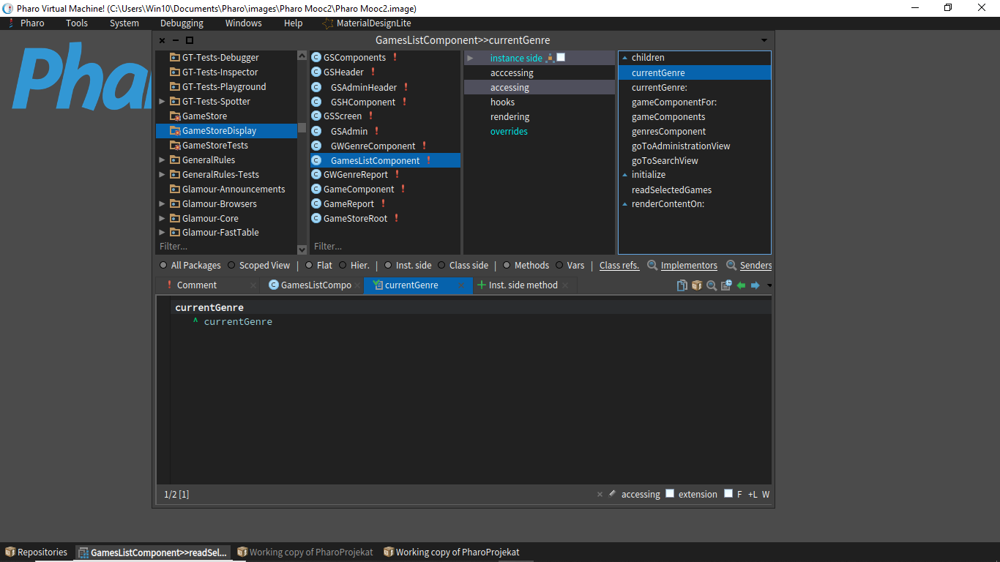 Pharo Virtual Machine! (C:\Users\Win10\Documents\Pharo\images\Pharo Mooc2\Pharo Mooc2.image)
Pharo Tools System Debugging Windows Help MaterialDesignLite
GamesListComponent>>currentGenre
GT-Tests-Debugger
GT-Tests-Inspector
GT-Tests-Playground
GT-Tests-Spotter
GameStore
GameStoreDisplay
GameStoreTests
GeneralRules
GeneralRules-Tests
Glamour-Announcements
Glamour-Browsers
Glamour-Core
Glamour-FastTable
Filter...
GSComponents
GSHeader
GSAdminHeader
GSHComponent
GSScreen
GSAdmin
GWGenreComponent
GamesListComponent
GWGenreReport
GameComponent
GameReport
GameStoreRoot
Filter...
instance side
acccessing
accessing
hooks
rendering
overrides
children
currentGenre
currentGenre:
gameComponentFor:
gameComponents
genresComponent
goToAdministrationView
goToSearchView
initialize
readSelectedGames
renderContentOn:
All Packages Scoped View | Flat Hier. | Inst. side Class side | Methods Vars | Class refs. Implementors Senders
Comment GamesListCompo currentGenre Inst. side method
currentGenre
^ currentGenre
1/2 [1] accessing extension F +L W
Repositories GamesListComponent>>readSel... Working copy of PharoProjekat Working copy of PharoProjekat